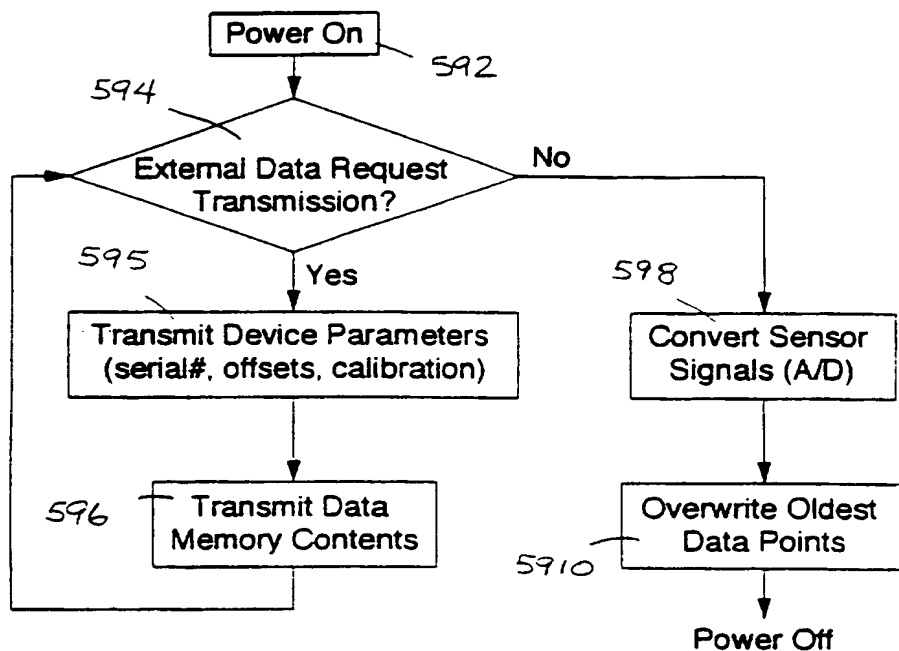 Power On
592
594
External Data Request
Transmission?
No
Yes
595
Transmit Device Parameters
(serial#, offsets, calibration)
598
Convert Sensor
Signals (A/D)
596
Transmit Data
Memory Contents
Overwrite Oldest
Data Points
5910
Power Off